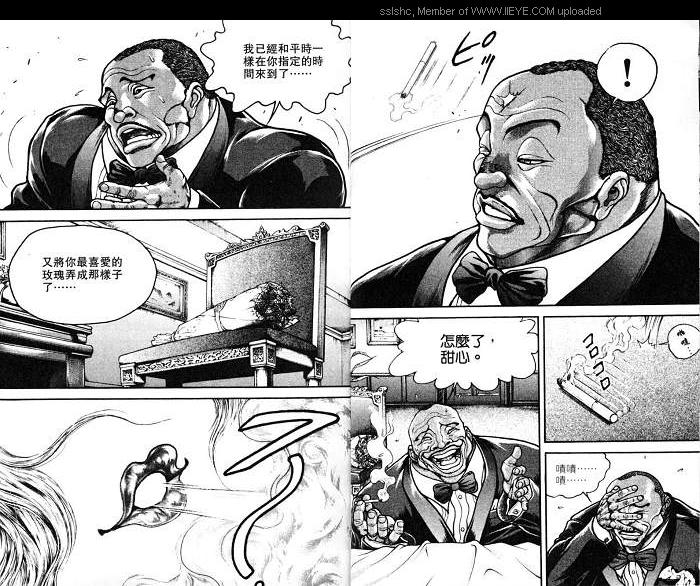 sslshc, Member of WWW.IIEYE.COM uploaded
！
ピッ
コロコロ
嘖嘖……
嘖……
怎麼了，
甜心。
我已經和平時一
樣在你指定的時
間來到了……
又將你最喜愛的
玫瑰弄成那樣子
了……
フー